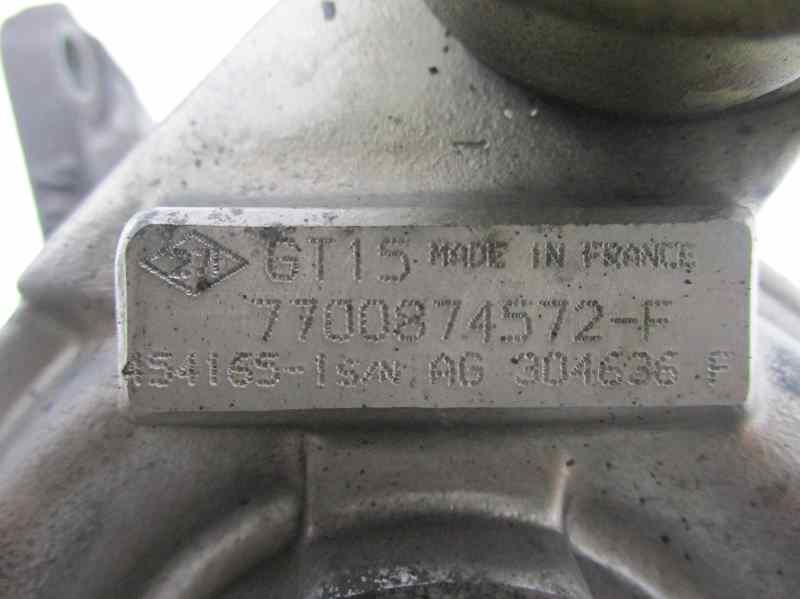 GT15 MADE IN FRANCE
7700874572-F
454165-1 S/N AG 304636 F